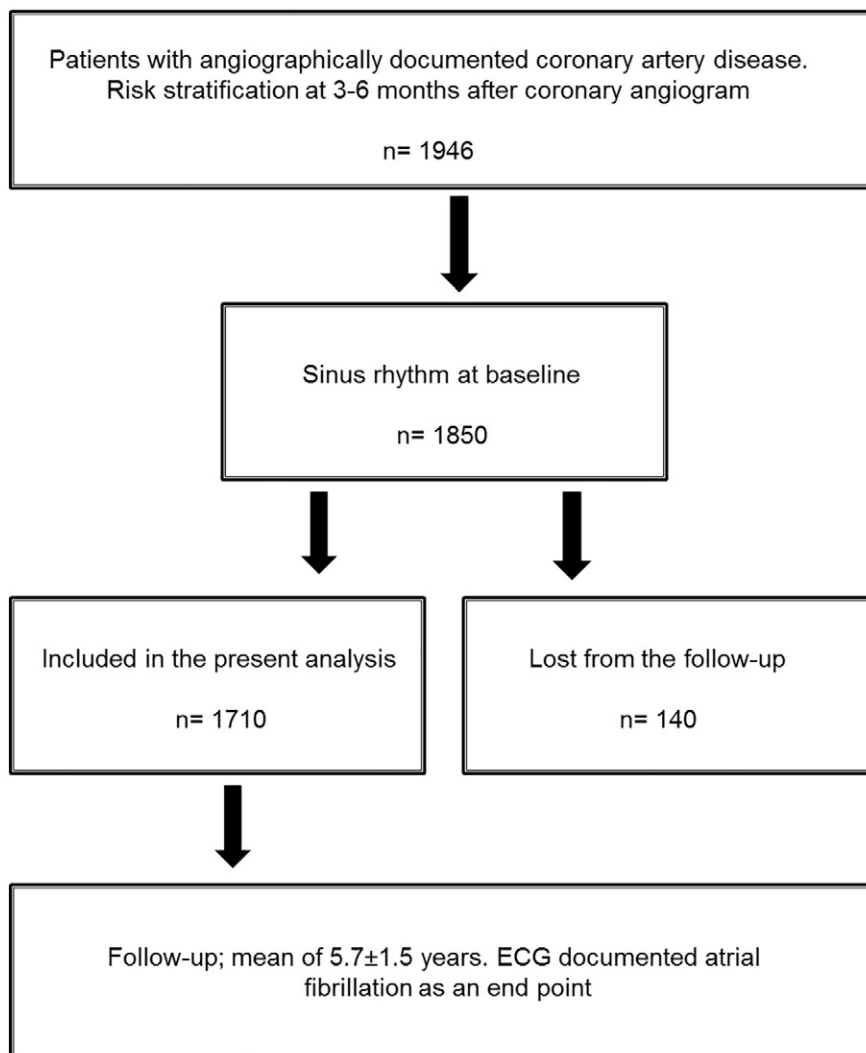 Patients with angiographically documented coronary artery disease.
Risk stratification at 3-6 months after coronary angiogram
n= 1946
Sinus rhythm at baseline
n= 1850
Included in the present analysis
n= 1710
Lost from the follow-up
n= 140
Follow-up; mean of 5.7±1.5 years. ECG documented atrial
fibrillation as an end point